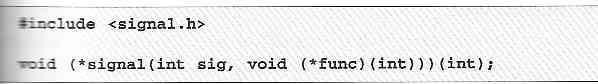 #include <signal.h>
void (*signal(int sig, void (*func)(int)))(int);